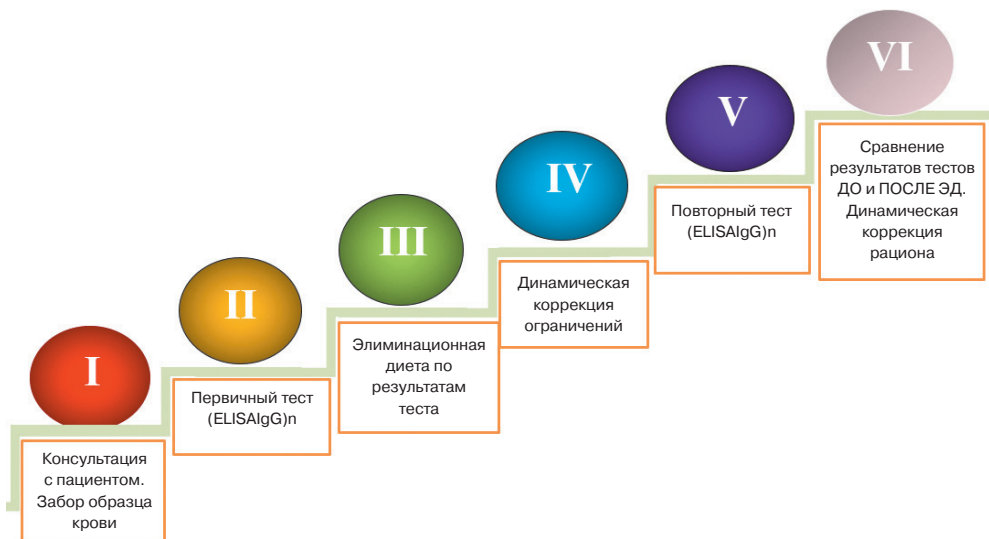 I
Консультация
с пациентом.
Забор образца
крови
II
Первичный тест
(ELISAIgG)n
III
Элиминационная
диета по
результатам
теста
IV
Динамическая
коррекция
ограничений
V
Повторный тест
(ELISAIgG)n
VI
Сравнение
результатов тестов
ДО и ПОСЛЕ ЭД.
Динамическая
коррекция
рациона